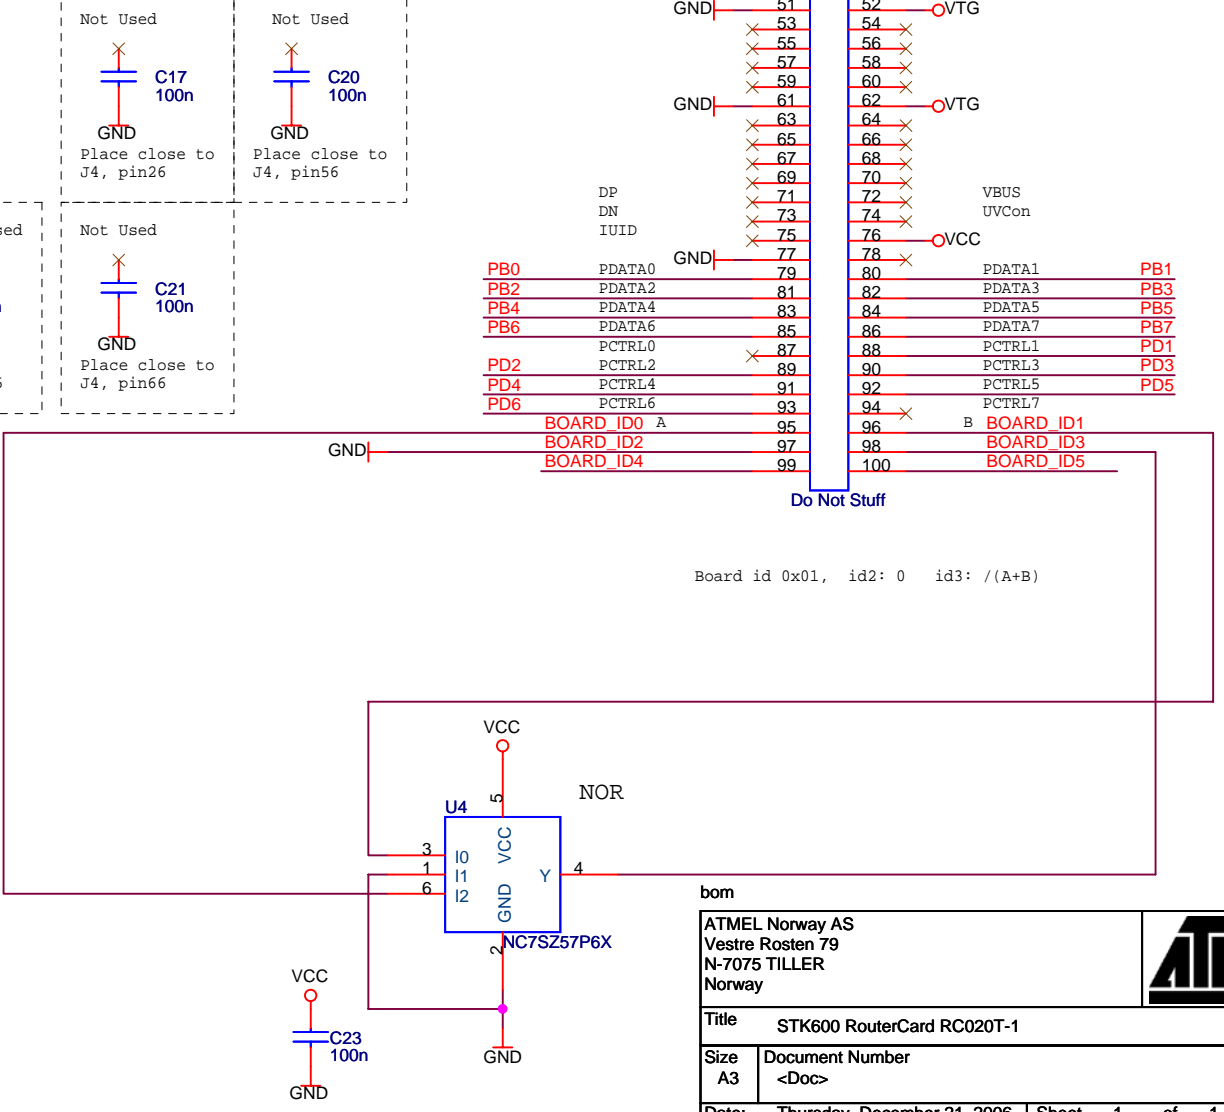 Not Used
C17
100n
GND
Place close to
J4, pin26
Not Used
C20
100n
GND
Place close to
J4, pin56
Not Used
C21
100n
GND
Place close to
J4, pin66
GND 51 52 VTG
53 54
55 56
57 58
59 60
GND 61 62 VTG
63 64
65 66
67 68
69 70
DP 71 72 VBUS
DN 73 74 UVCon
IUID 75 76 VCC
GND 77 78
PB0 PDATA0 79 80 PDATA1 PB1
PB2 PDATA2 81 82 PDATA3 PB3
PB4 PDATA4 83 84 PDATA5 PB5
PB6 PDATA6 85 86 PDATA7 PB7
PCTRL0 87 88 PCTRL1 PD1
PD2 PCTRL2 89 90 PCTRL3 PD3
PD4 PCTRL4 91 92 PCTRL5 PD5
PD6 PCTRL6 93 94 PCTRL7
BOARD_ID0 A 95 96 B BOARD_ID1
GND BOARD_ID2 97 98 BOARD_ID3
BOARD_ID4 99 100 BOARD_ID5
Do Not Stuff
Board id 0x01, id2: 0 id3: /(A+B)
VCC
5
NOR
U4
VCC
3 I0
1 I1 Y 4
6 I2
GND
2
NC7SZ57P6X
GND
VCC
C23
100n
GND
bom
ATMEL Norway AS
Vestre Rosten 79
N-7075 TILLER
Norway
Title STK600 RouterCard RC020T-1
Size Document Number
A3 <Doc>
Date: Thursday, December 21, 2006 Sheet 1 of 1